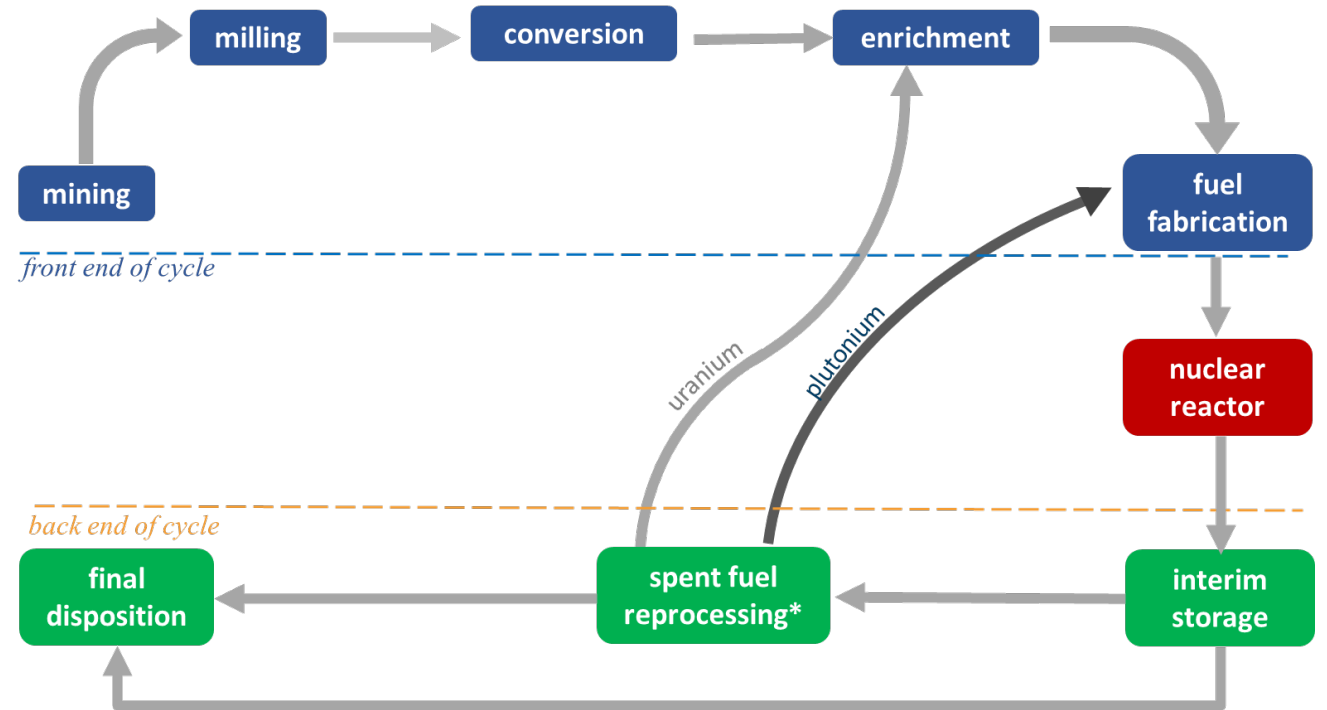 milling
conversion
enrichment
mining
fuel
fabrication
front end of cycle
uranium
plutonium
nuclear
reactor
back end of cycle
final
disposition
spent fuel
reprocessing*
interim
storage